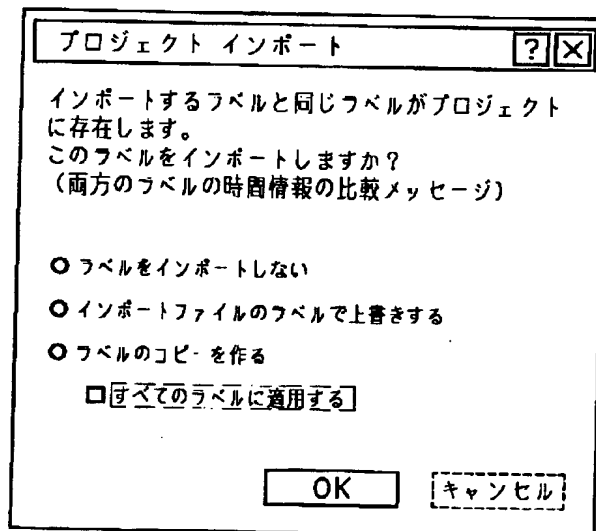 プロジェクト インポート ? X
インポートするラベルと同じラベルがプロジェクト
に存在します。
このラベルをインポートしますか?
(両方のラベルの時間情報の比較メッセージ)
ラベルをインポートしない
インポートファイルのラベルで上書きする
ラベルのコピーを作る
すべてのラベルに適用する
OK キャンセル